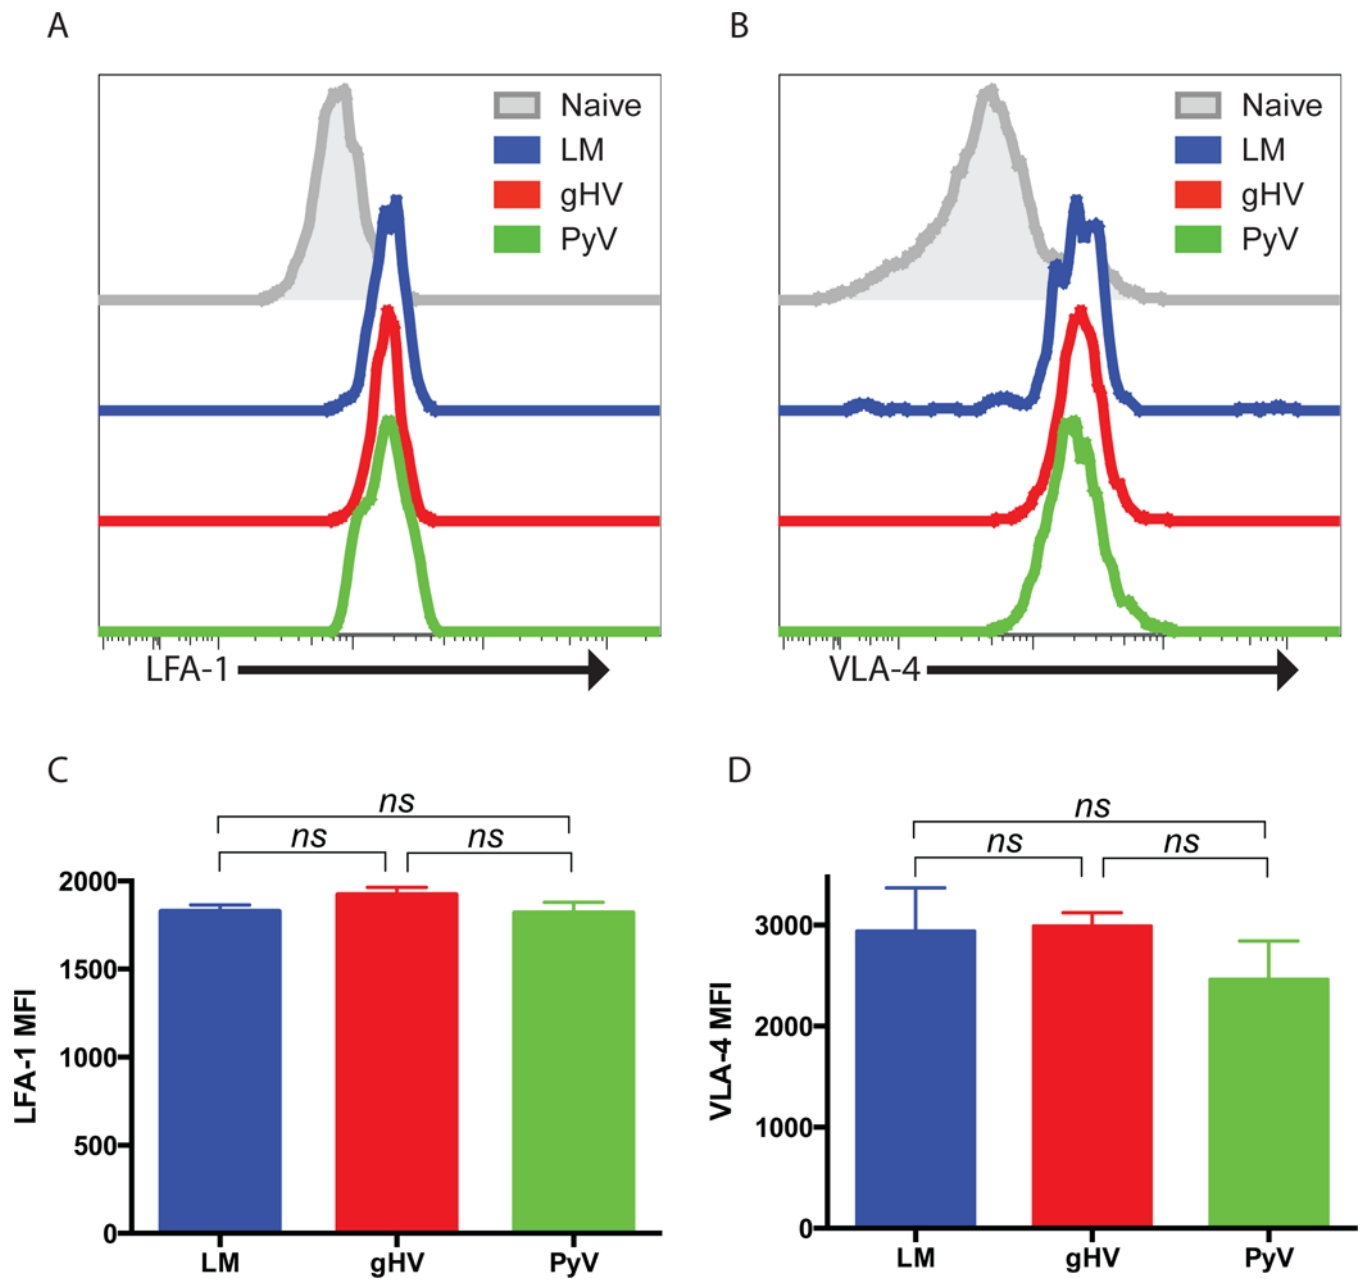 A
Naive
LM
gHV
PyV
LFA-1
B
Naive
LM
gHV
PyV
VLA-4
C
ns
ns ns
2000
1500
1000
500
0
LFA-1 MFI
LM gHV PyV
D
ns
ns ns
3000
2000
1000
0
VLA-4 MFI
LM gHV PyV